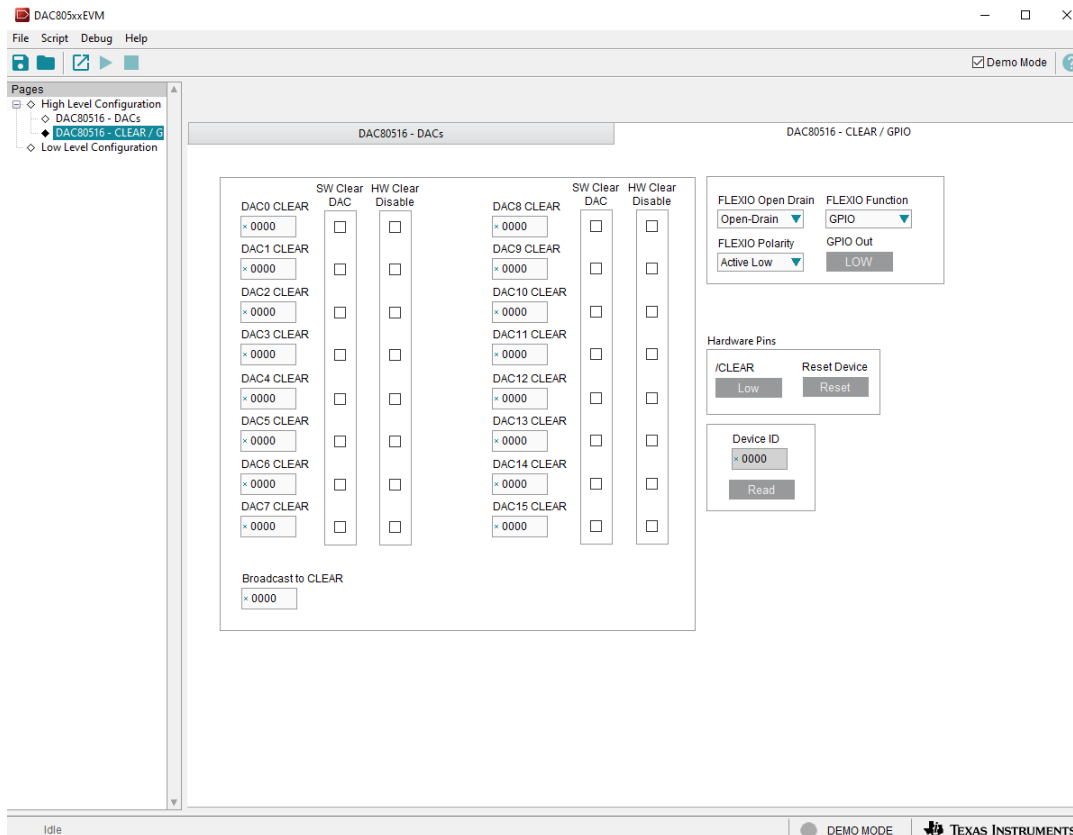 DAC805xxEVM
File Script Debug Help
Demo Mode
Pages
High Level Configuration
DAC80516 - DACs
DAC80516 - CLEAR / G
Low Level Configuration
DAC80516 - DACs
DAC80516 - CLEAR / GPIO
SW Clear DAC
HW Clear Disable
DAC0 CLEAR
× 0000
DAC1 CLEAR
× 0000
DAC2 CLEAR
× 0000
DAC3 CLEAR
× 0000
DAC4 CLEAR
× 0000
DAC5 CLEAR
× 0000
DAC6 CLEAR
× 0000
DAC7 CLEAR
× 0000
Broadcast to CLEAR
× 0000
SW Clear DAC
HW Clear Disable
DAC8 CLEAR
× 0000
DAC9 CLEAR
× 0000
DAC10 CLEAR
× 0000
DAC11 CLEAR
× 0000
DAC12 CLEAR
× 0000
DAC13 CLEAR
× 0000
DAC14 CLEAR
× 0000
DAC15 CLEAR
× 0000
FLEXIO Open Drain FLEXIO Function
Open-Drain GPIO
FLEXIO Polarity GPIO Out
Active Low LOW
Hardware Pins
/CLEAR Reset Device
Low Reset
Device ID
× 0000
Read
Idle
DEMO MODE
TEXAS INSTRUMENTS